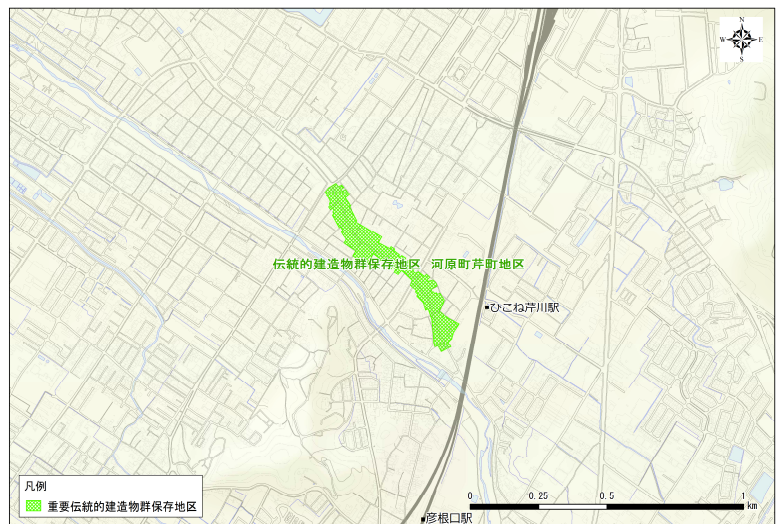 N
W E
S
伝統的建造物群保存地区 河原町芹町地区
ひこね芹川駅
凡例
重要伝統的建造物群保存地区
0 0.25 0.5 1
km
彦根口駅